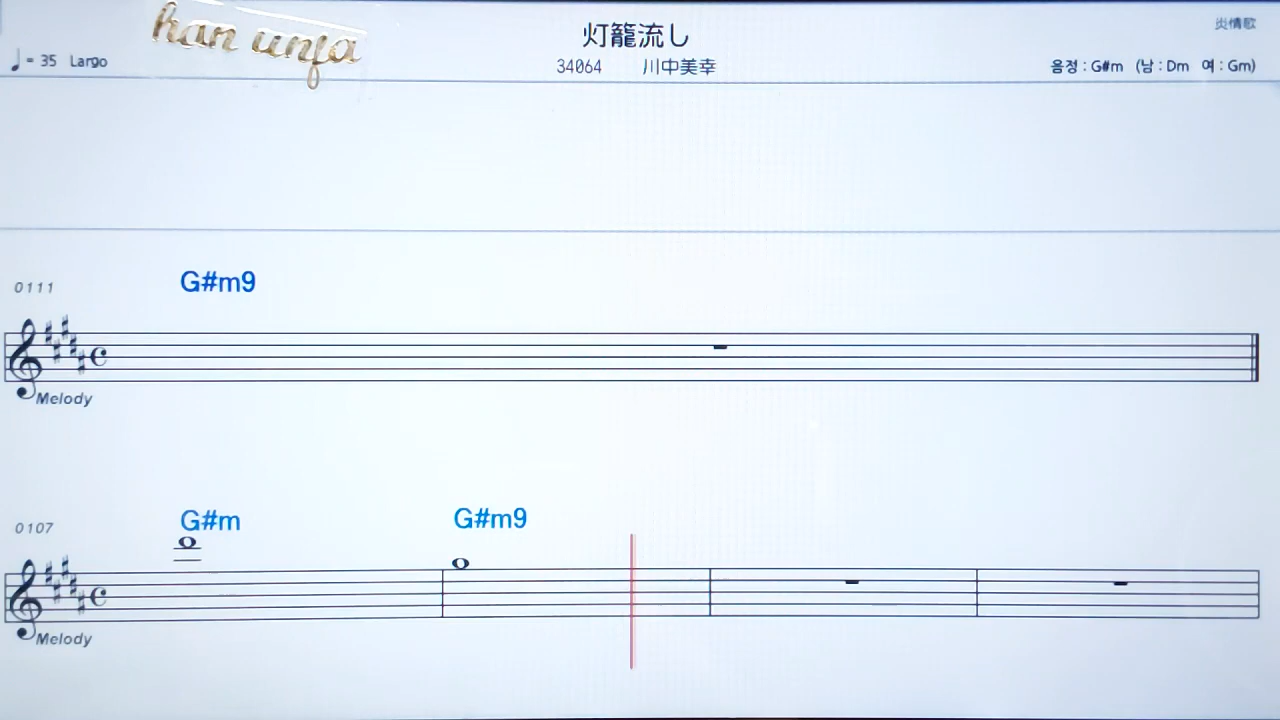 han unfa
灯籠流し
炎情歌
♩= 35 Largo
34064 川中美幸
음정 : G#m (남 : Dm 여 : Gm)
0111
G#m9
Melody
0107
G#m G#m9
Melody